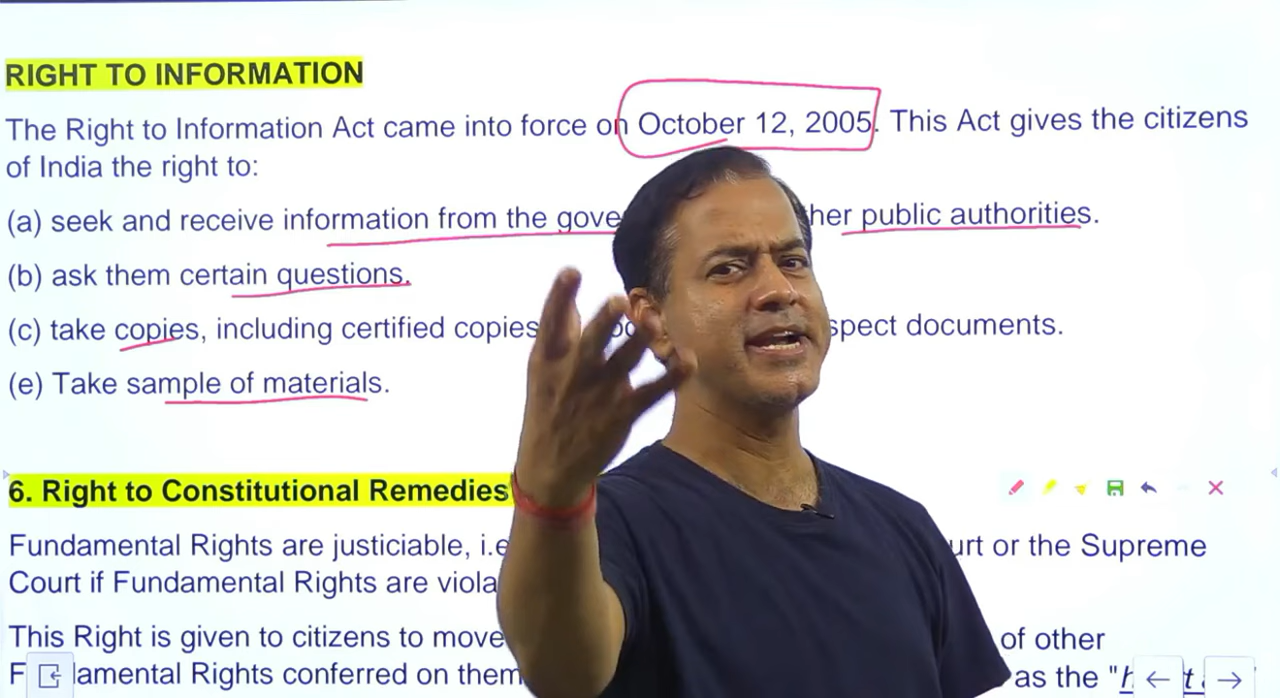 RIGHT TO INFORMATION
The Right to Information Act came into force on October 12, 2005. This Act gives the citizens
of India the right to:
(a) seek and receive information from the gove her public authorities.
(b) ask them certain questions.
(c) take copies, including certified copies spect documents.
(e) Take sample of materials.
6. Right to Constitutional Remedies
Fundamental Rights are justiciable, i.e urt or the Supreme
Court if Fundamental Rights are viola
This Right is given to citizens to move of other
F lamental Rights conferred on them as the "h